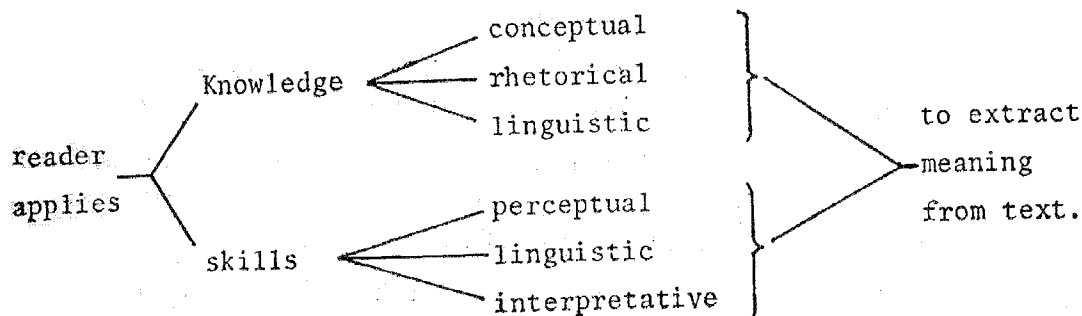 reader
applies
Knowledge
conceptual
rhetorical
linguistic
skills
perceptual
linguistic
interpretative
to extract
meaning
from text.